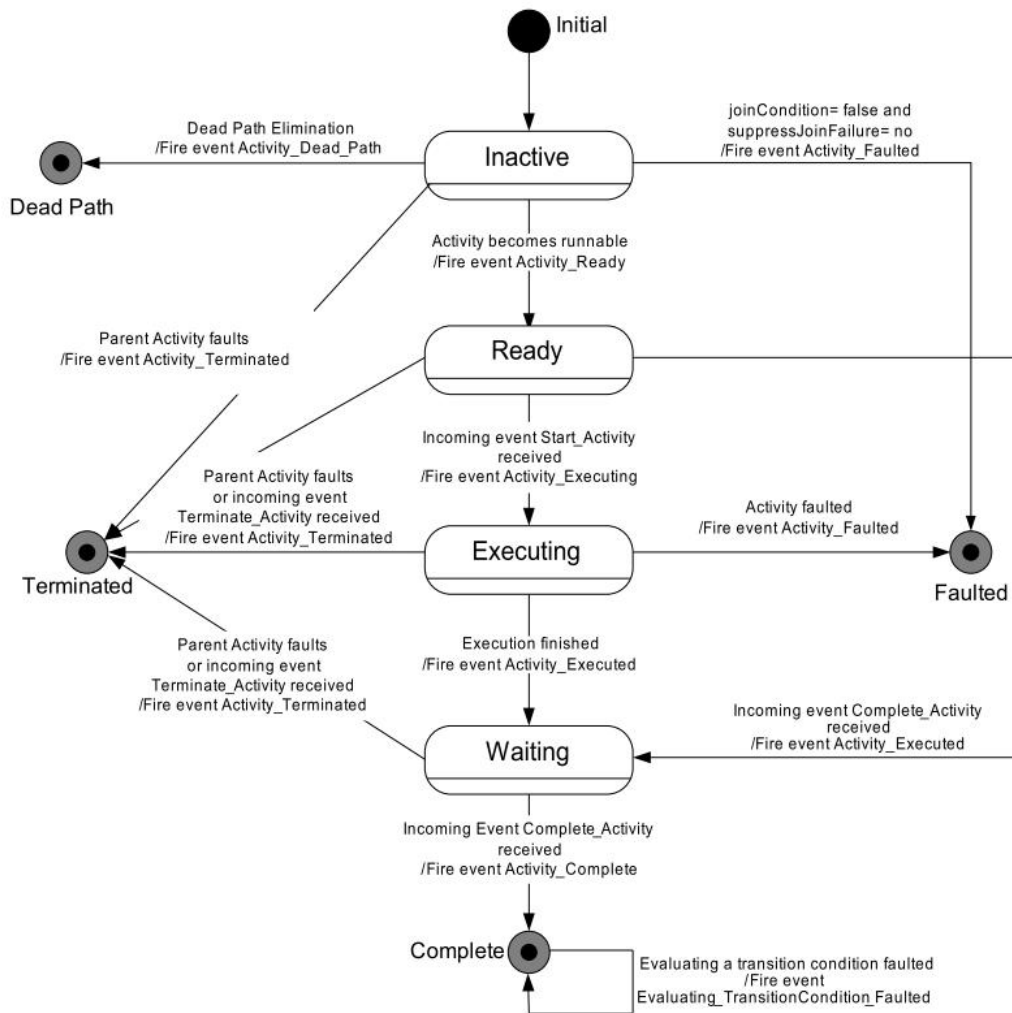 Initial
Dead Path Elimination
/Fire event Activity_Dead_Path
joinCondition= false and
suppressJoinFailure= no
/Fire event Activity_Faulted
Inactive
Dead Path
Activity becomes runnable
/Fire event Activity_Ready
Parent Activity faults
/Fire event Activity_Terminated
Ready
Incoming event Start_Activity
received
/Fire event Activity_Executing
Parent Activity faults
or incoming event
Terminate_Activity received
/Fire event Activity_Terminated
Activity faulted
/Fire event Activity_Faulted
Executing
Terminated
Faulted
Parent Activity faults
or incoming event
Terminate_Activity received
/Fire event Activity_Terminated
Execution finished
/Fire event Activity_Executed
Incoming event Complete_Activity
received
/Fire event Activity_Executed
Waiting
Incoming Event Complete_Activity
received
/Fire event Activity_Complete
Complete
Evaluating a transition condition faulted
/Fire event
Evaluating_TransitionCondition_Faulted